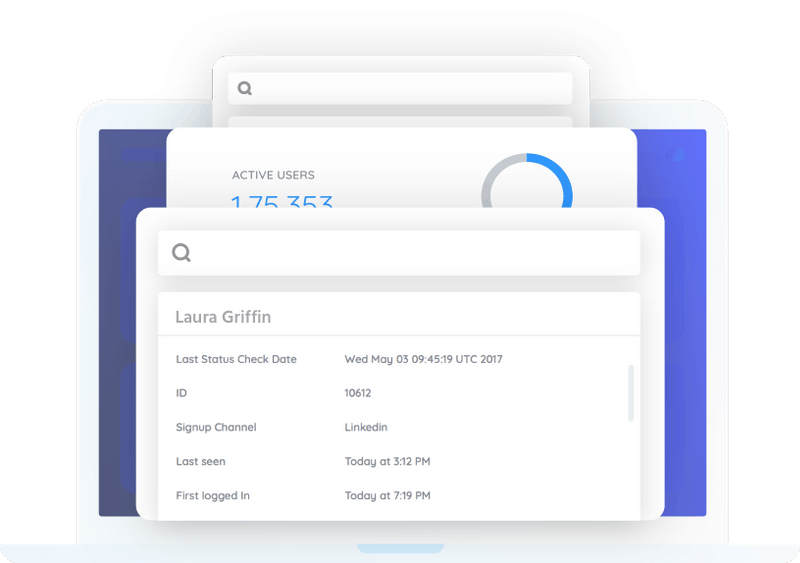 ACTIVE USERS
1,75,353
Laura Griffin
Last Status Check Date Wed May 03 09:45:19 UTC 2017
ID 10612
Signup Channel Linkedin
Last seen Today at 3:12 PM
First logged In Today at 7:19 PM